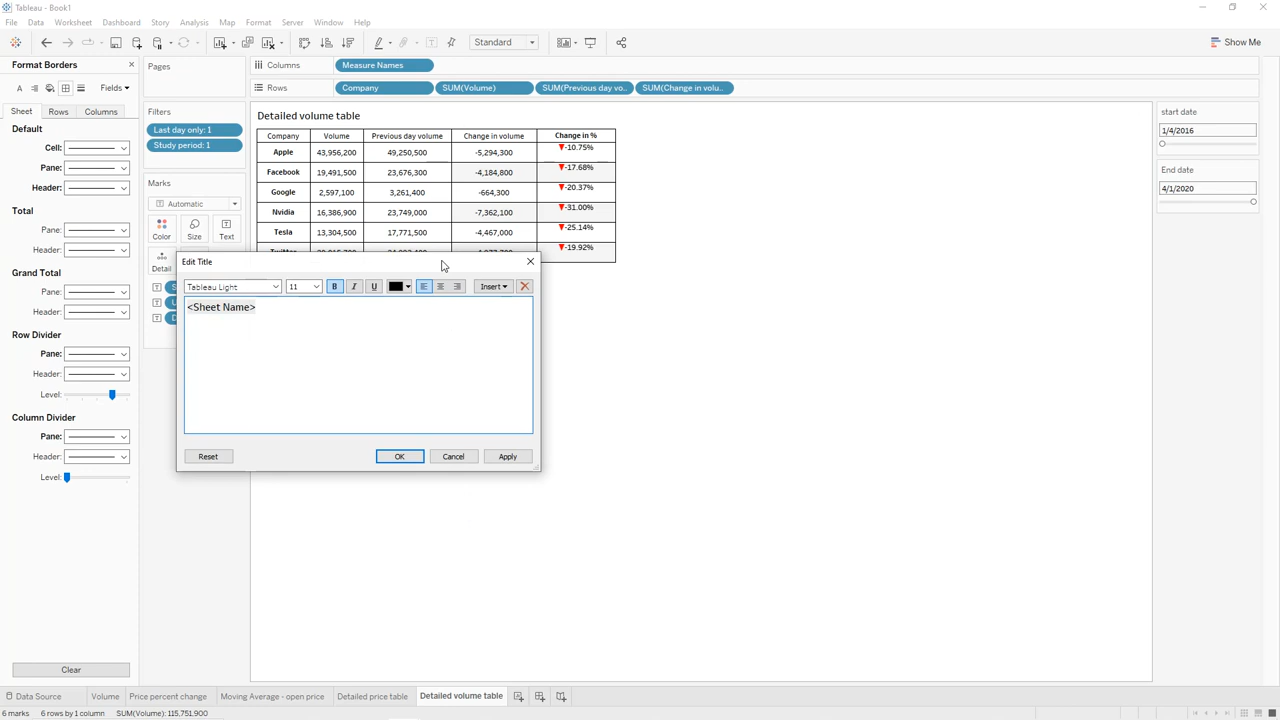 Tableau - Book1
File Data Worksheet Dashboard Story Analysis Map Format Server Window Help
Standard
Show Me
Format Borders
Fields
Sheet Rows Columns
Default
Cell:
Pane:
Header:
Total
Pane:
Header:
Grand Total
Pane:
Header:
Row Divider
Pane:
Header:
Level:
Column Divider
Pane:
Header:
Level:
Clear
Pages
Filters
Last day only: 1
Study period: 1
Marks
Automatic
Color Size Text
Detail
Columns Measure Names
Rows Company SUM(Volume) SUM(Previous day vo.. SUM(Change in volu..
Detailed volume table
Company Volume Previous day volume Change in volume Change in %
Apple 43,956,200 49,250,500 -5,294,300 ▼-10.75%
Facebook 19,491,500 23,676,300 -4,184,800 ▼-17.68%
Google 2,597,100 3,261,400 -664,300 ▼-20.37%
Nvidia 16,386,900 23,749,000 -7,362,100 ▼-31.00%
Tesla 13,304,500 17,771,500 -4,467,000 ▼-25.14%
▼-19.92%
start date
1/4/2016
End date
4/1/2020
Edit Title
Tableau Light 11 B I U Insert
<Sheet Name>
Reset OK Cancel Apply
Data Source Volume Price percent change Moving Average - open price Detailed price table Detailed volume table
6 marks 6 rows by 1 column SUM(Volume): 115,751,900